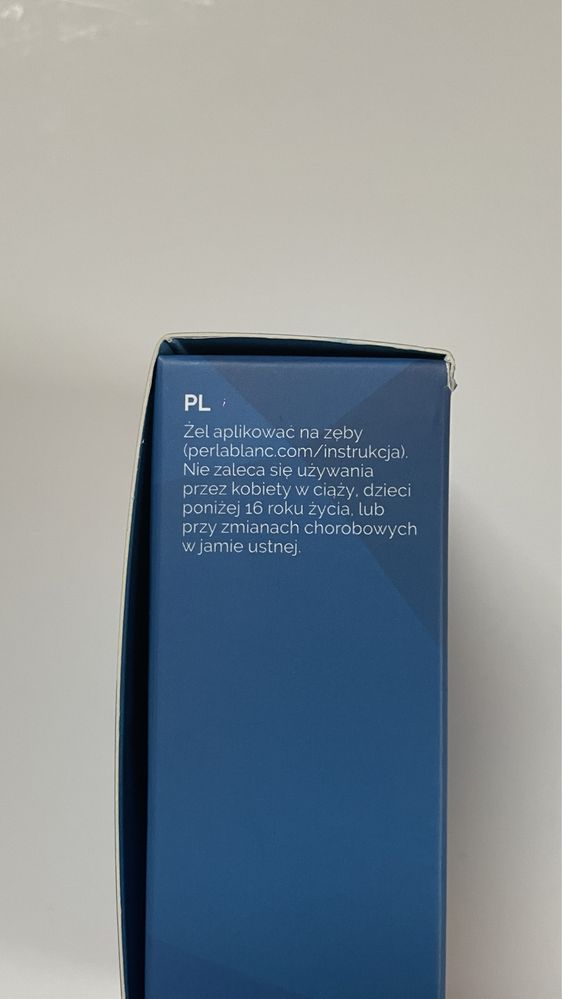 PL
Żel aplikować na zęby
(perlablanc.com/instrukcja).
Nie zaleca się używania
przez kobiety w ciąży, dzieci
poniżej 16 roku życia, lub
przy zmianach chorobowych
w jamie ustnej.